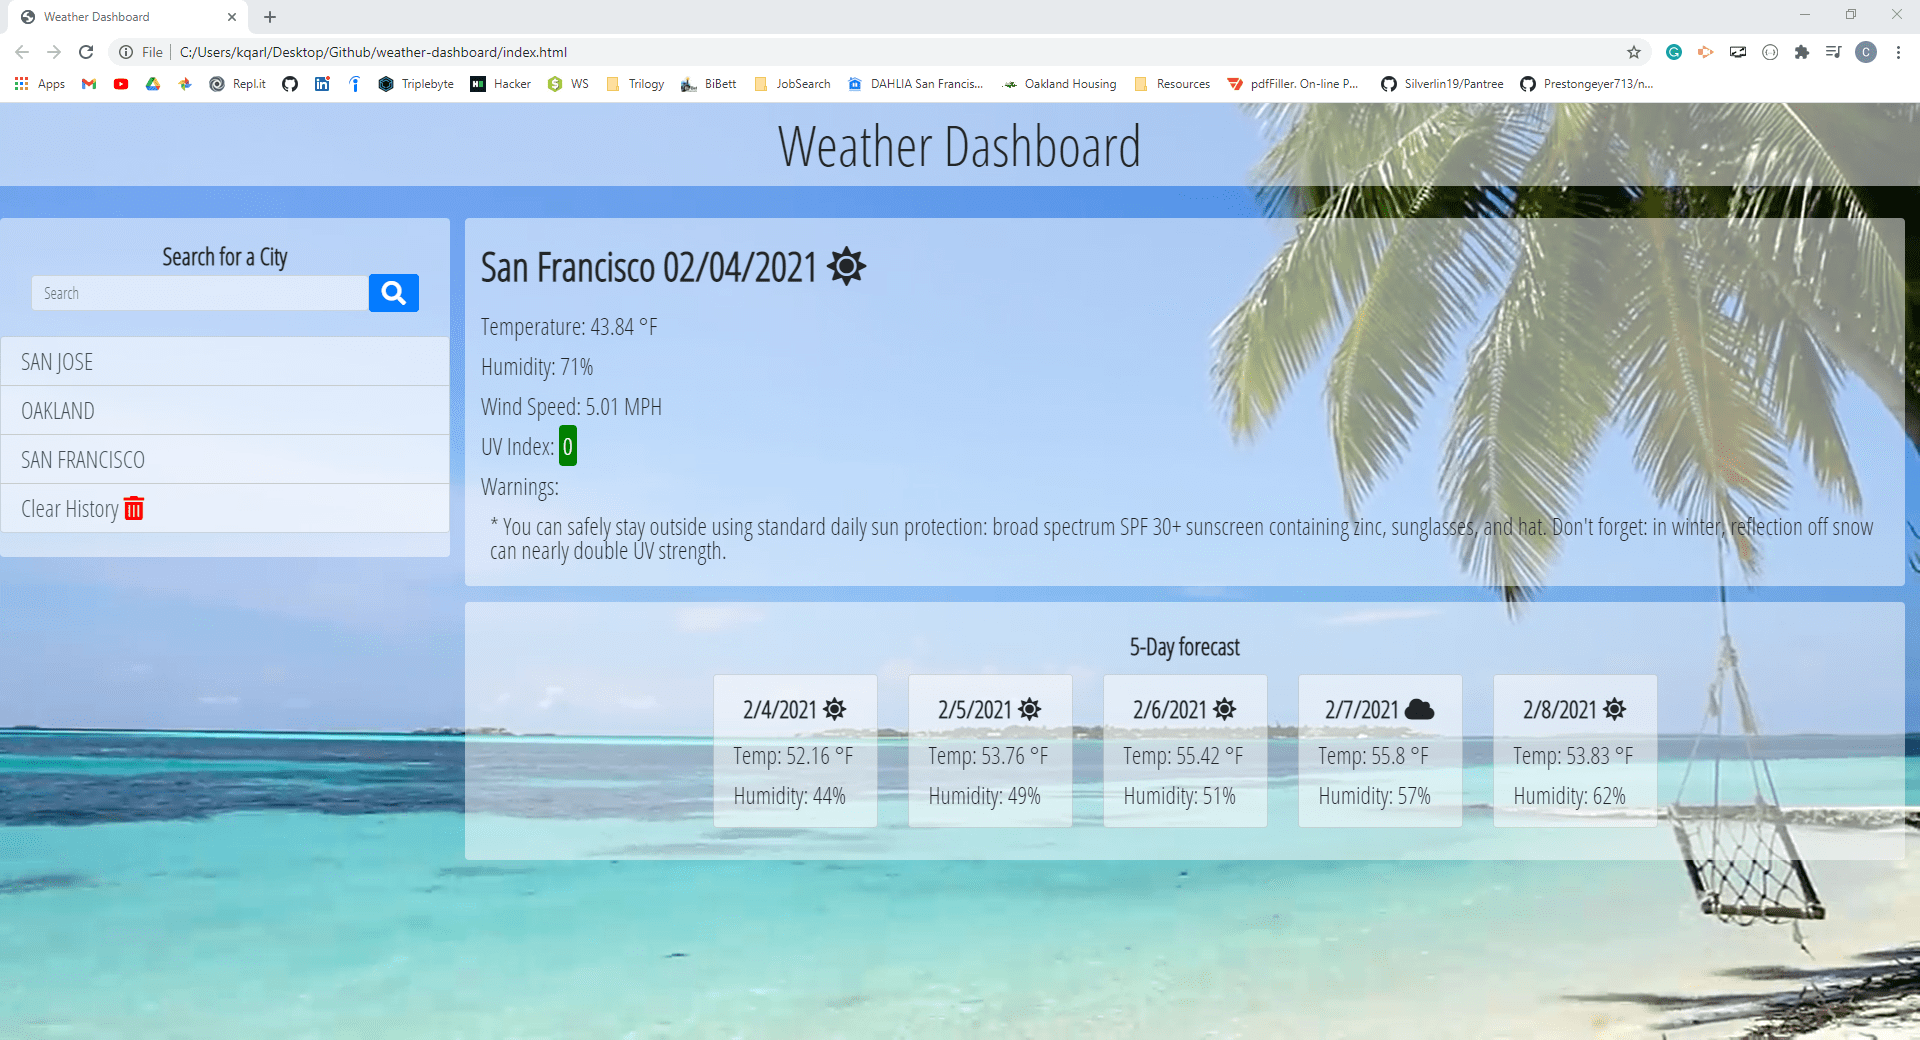 Weather Dashboard
File
C:/Users/kqarl/Desktop/Github/weather-dashboard/index.html
C
Apps
Repl.it
Triplebyte
Hacker
WS
Trilogy
BiBett
JobSearch
DAHLIA San Francis...
Oakland Housing
Resources
pdfFiller. On-line P...
Silverlin19/Pantree
Prestongeyer713/n...
Weather Dashboard
Search for a City
Search
SAN JOSE
OAKLAND
SAN FRANCISCO
Clear History
San Francisco 02/04/2021
Temperature: 43.84 °F
Humidity: 71%
Wind Speed: 5.01 MPH
UV Index: 0
Warnings:
* You can safely stay outside using standard daily sun protection: broad spectrum SPF 30+ sunscreen containing zinc, sunglasses, and hat. Don't forget: in winter, reflection off snow
can nearly double UV strength.
5-Day forecast
2/4/2021
Temp: 52.16 °F
Humidity: 44%
2/5/2021
Temp: 53.76 °F
Humidity: 49%
2/6/2021
Temp: 55.42 °F
Humidity: 51%
2/7/2021
Temp: 55.8 °F
Humidity: 57%
2/8/2021
Temp: 53.83 °F
Humidity: 62%